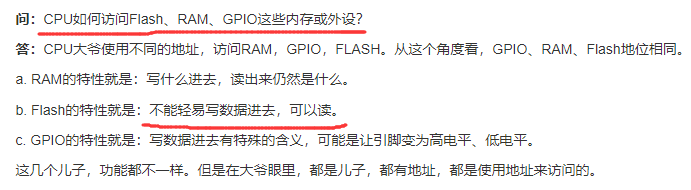 问：CPU如何访问Flash、RAM、GPIO这些内存或外设？
答：CPU大爷使用不同的地址，访问RAM，GPIO，FLASH。从这个角度看，GPIO、RAM、Flash地位相同。
a. RAM的特性就是：写什么进去，读出来仍然是什么。
b. Flash的特性就是：不能轻易写数据进去，可以读。
c. GPIO的特性就是：写数据进去有特殊的含义，可能是让引脚变为高电平、低电平。
这几个儿子，功能都不一样。但是在大爷眼里，都是儿子，都有地址，都是使用地址来访问的。